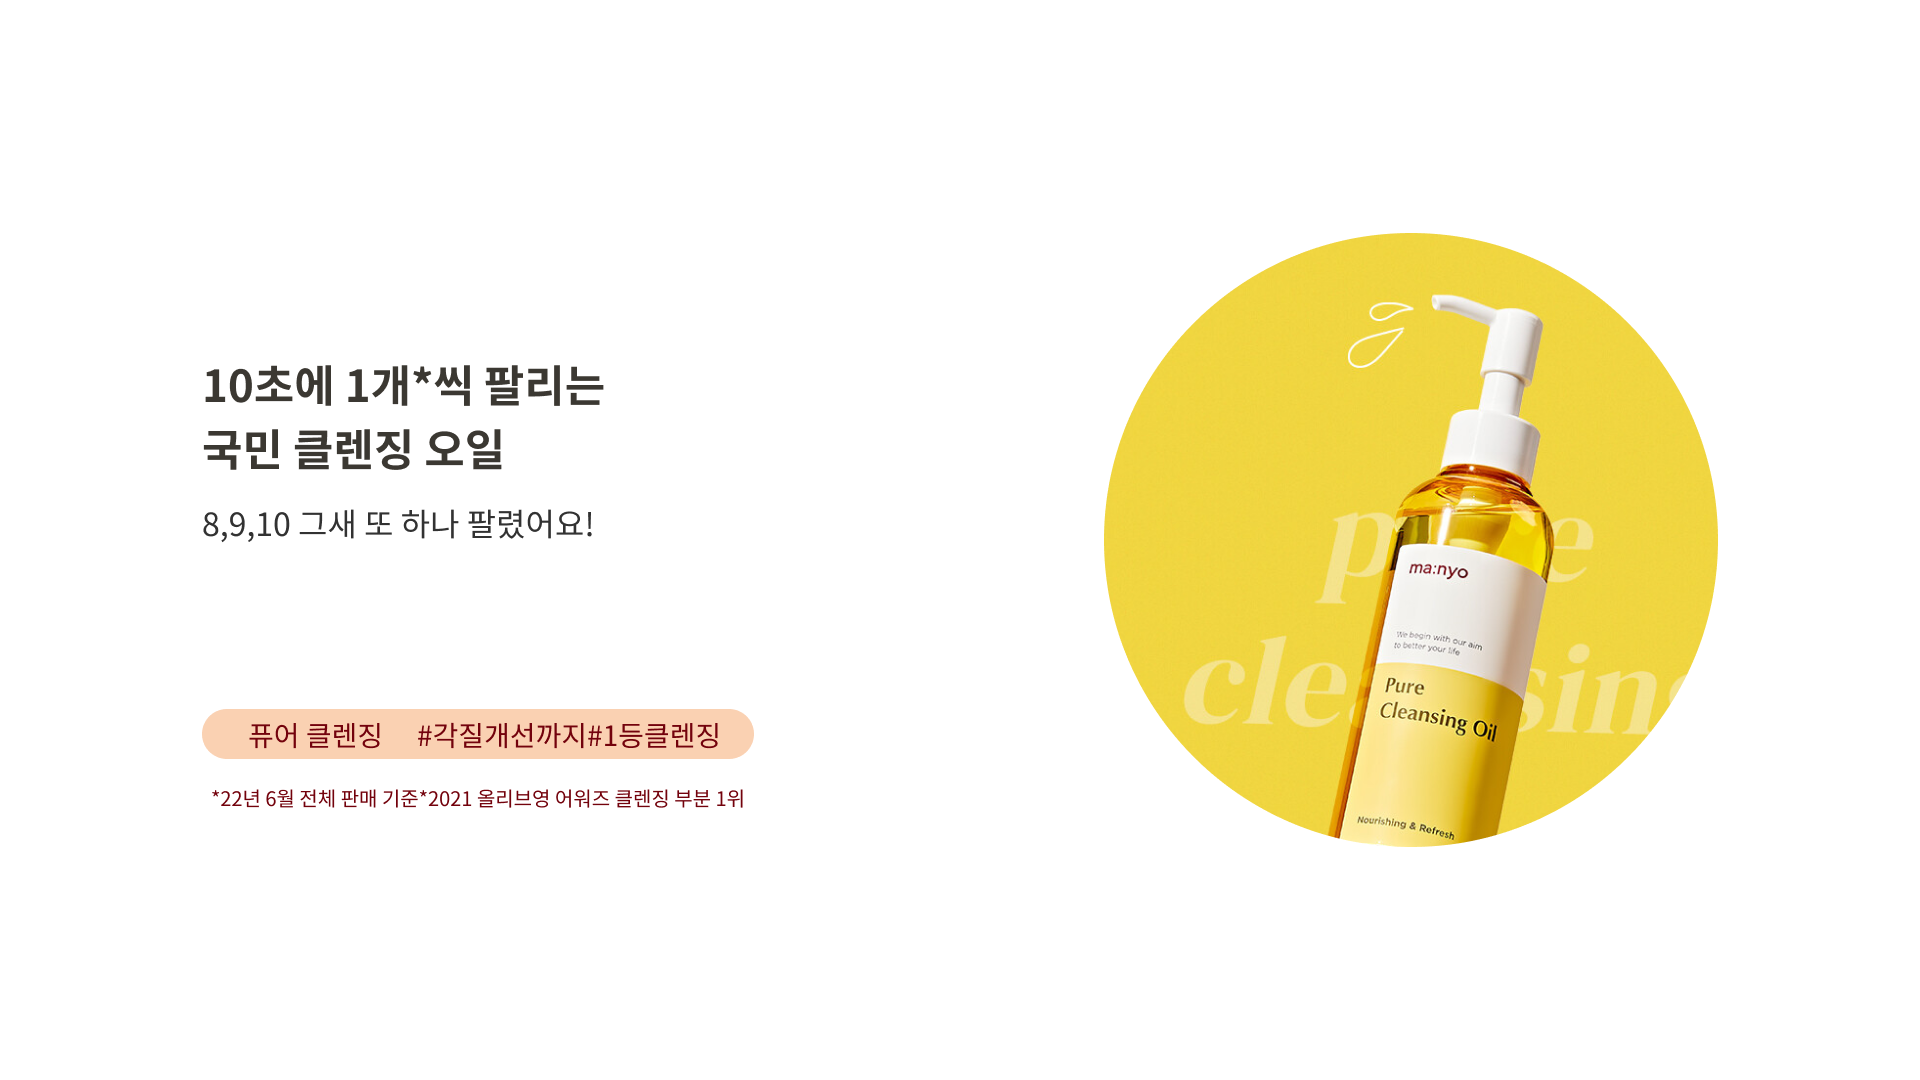 10초에 1개*씩 팔리는
국민 클렌징 오일
8,9,10 그새 또 하나 팔렸어요!
퓨어 클렌징 #각질개선까지#1등클렌징
*22년 6월 전체 판매 기준*2021 올리브영 어워즈 클렌징 부분 1위
ma:nyo
We begin with our aim
to better your life
Pure
Cleansing Oil
Nourishing & Refresh